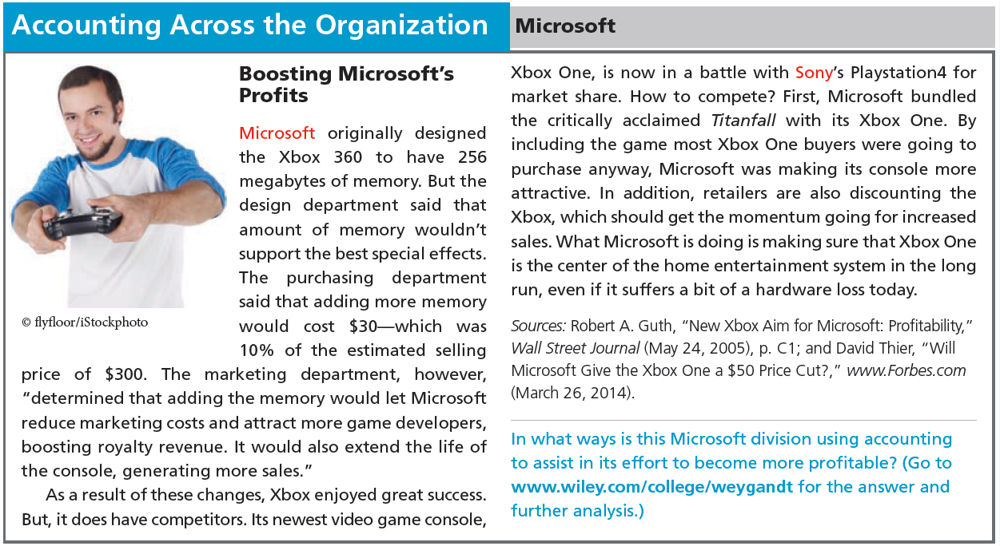 Accounting Across the Organization
Microsoft
Boosting Microsoft's
Profits
Microsoft originally designed
the Xbox 360 to have 256
megabytes of memory. But the
design department said that
amount of memory wouldn't
support the best special effects.
The purchasing department
said that adding more memory
would cost $30—which was
10% of the estimated selling
price of $300. The marketing department, however,
“determined that adding the memory would let Microsoft
reduce marketing costs and attract more game developers,
boosting royalty revenue. It would also extend the life of
the console, generating more sales.”
As a result of these changes, Xbox enjoyed great success.
But, it does have competitors. Its newest video game console,
© flyfloor/iStockphoto
Xbox One, is now in a battle with Sony's Playstation4 for
market share. How to compete? First, Microsoft bundled
the critically acclaimed Titanfall with its Xbox One. By
including the game most Xbox One buyers were going to
purchase anyway, Microsoft was making its console more
attractive. In addition, retailers are also discounting the
Xbox, which should get the momentum going for increased
sales. What Microsoft is doing is making sure that Xbox One
is the center of the home entertainment system in the long
run, even if it suffers a bit of a hardware loss today.
Sources: Robert A. Guth, “New Xbox Aim for Microsoft: Profitability,”
Wall Street Journal (May 24, 2005), p. C1; and David Thier, “Will
Microsoft Give the Xbox One a $50 Price Cut?,” www.Forbes.com
(March 26, 2014).
In what ways is this Microsoft division using accounting
to assist in its effort to become more profitable? (Go to
www.wiley.com/college/weygandt for the answer and
further analysis.)